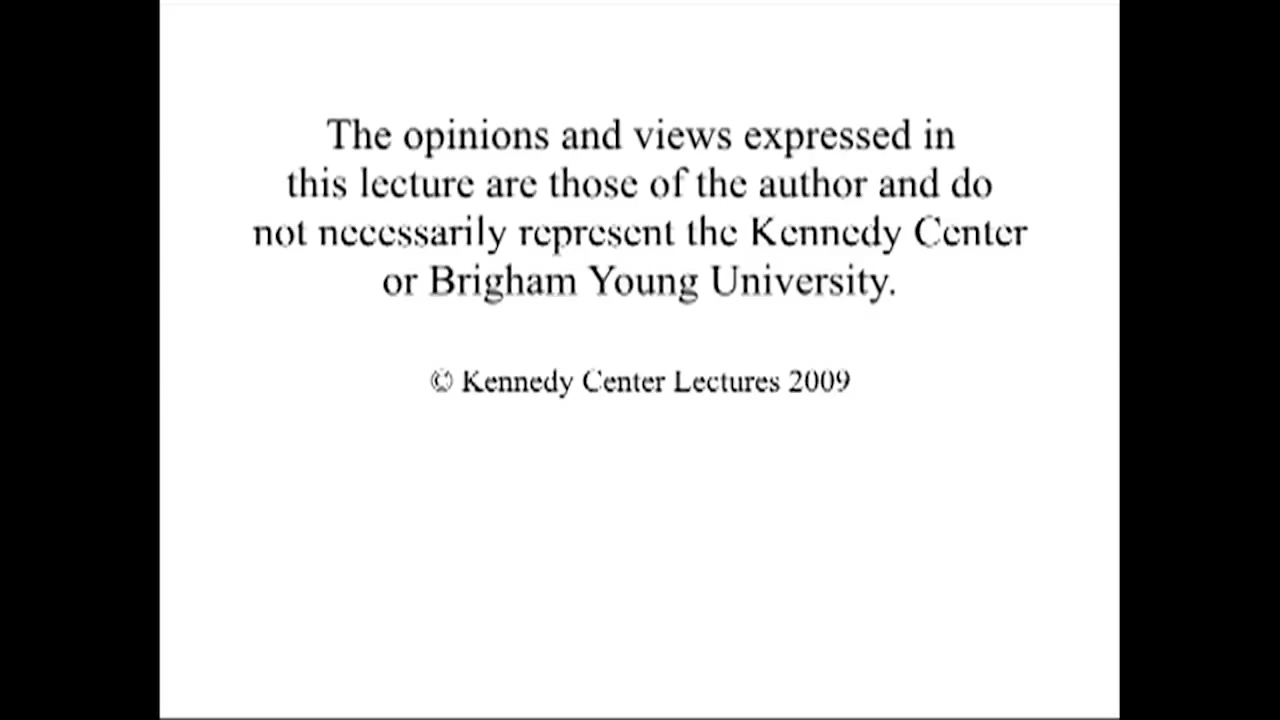 The opinions and views expressed in
this lecture are those of the author and do
not necessarily represent the Kennedy Center
or Brigham Young University.
© Kennedy Center Lectures 2009